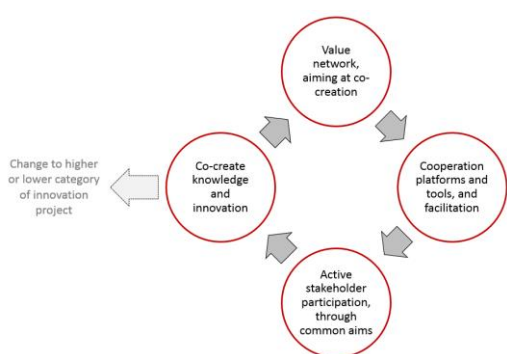 Value
network,
aiming at co-
creation
Cooperation
platforms and
tools, and
facilitation
Active
stakeholder
participation,
through
common aims
Co-create
knowledge
and
innovation
Change to higher
or lower category
of innovation
project